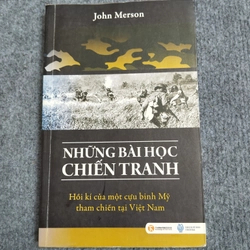 John Merson
NHỮNG BÀI HỌC
CHIẾN TRANH
Hồi kí của một cựu binh Mỹ
tham chiến tại Việt Nam